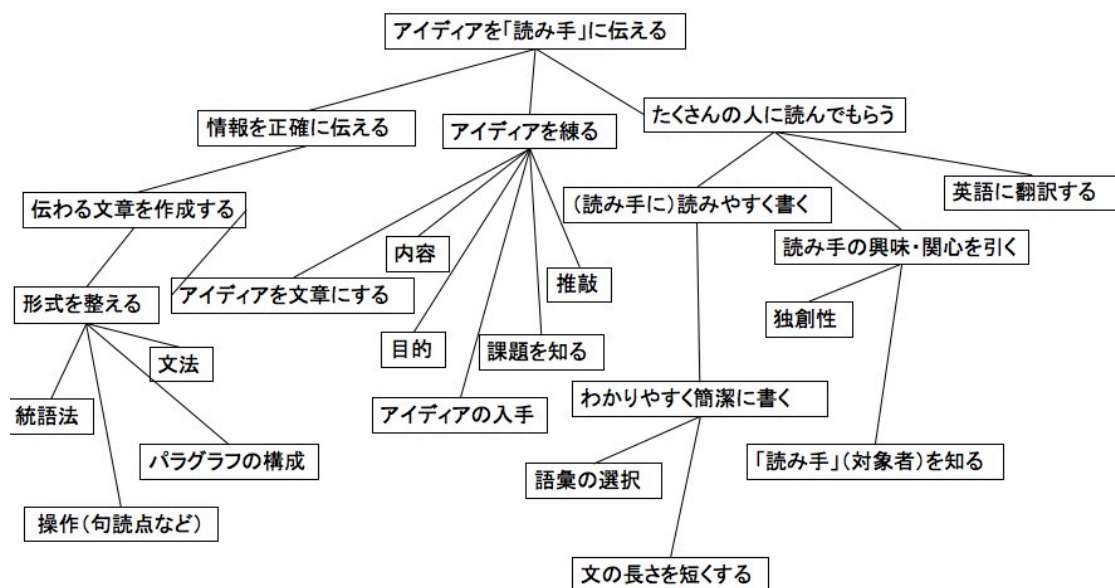 アイディアを「読み手」に伝える
情報を正確に伝える
アイディアを練る
たくさんの人に読んでもらう
伝わる文章を作成する
(読み手に)読みやすく書く
英語に翻訳する
内容
読み手の興味・関心を引く
形式を整える
アイディアを文章にする
推敲
文法
目的
課題を知る
独創性
統語法
アイディアの入手
わかりやすく簡潔に書く
パラグラフの構成
語彙の選択
「読み手」(対象者)を知る
操作(句読点など)
文の長さを短くする